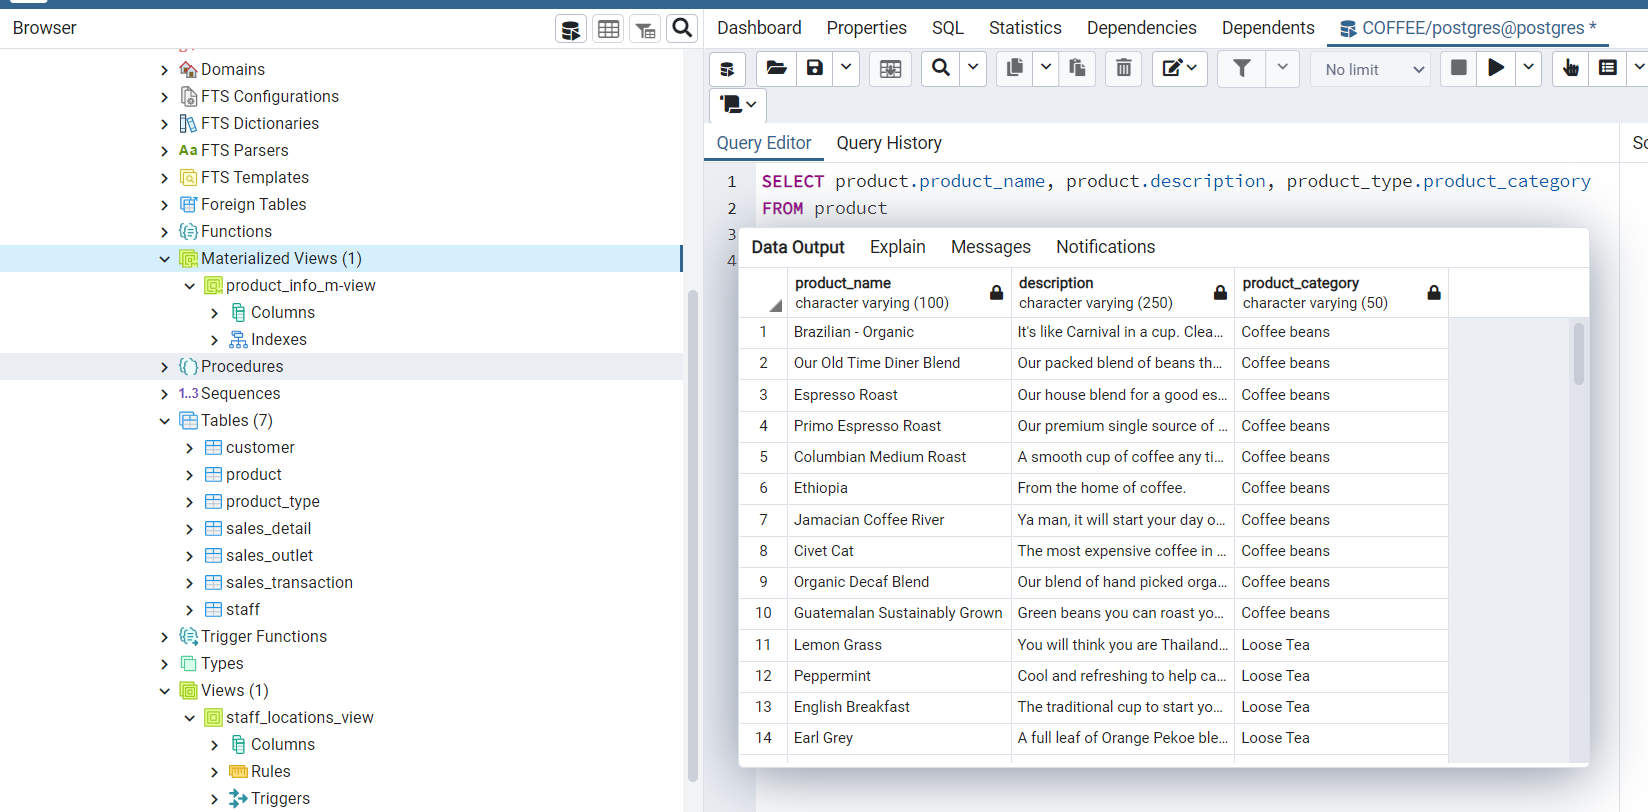 Browser
Domains
FTS Configurations
FTS Dictionaries
Aa FTS Parsers
FTS Templates
Foreign Tables
Functions
Materialized Views (1)
product_info_m-view
Columns
Indexes
Procedures
1..3 Sequences
Tables (7)
customer
product
product_type
sales_detail
sales_outlet
sales_transaction
staff
Trigger Functions
Types
Views (1)
staff_locations_view
Columns
Rules
Triggers
Dashboard Properties SQL Statistics Dependencies Dependents COFFEE/postgres@postgres *
No limit
Query Editor Query History
1 SELECT product.product_name, product.description, product_type.product_category
2 FROM product
3
4
Data Output Explain Messages Notifications
product_name description product_category
character varying (100) character varying (250) character varying (50)
1 Brazilian - Organic It's like Carnival in a cup. Clea... Coffee beans
2 Our Old Time Diner Blend Our packed blend of beans th... Coffee beans
3 Espresso Roast Our house blend for a good es... Coffee beans
4 Primo Espresso Roast Our premium single source of ... Coffee beans
5 Columbian Medium Roast A smooth cup of coffee any ti... Coffee beans
6 Ethiopia From the home of coffee. Coffee beans
7 Jamacian Coffee River Ya man, it will start your day o... Coffee beans
8 Civet Cat The most expensive coffee in ... Coffee beans
9 Organic Decaf Blend Our blend of hand picked orga... Coffee beans
10 Guatemalan Sustainably Grown Green beans you can roast yo... Coffee beans
11 Lemon Grass You will think you are Thailand... Loose Tea
12 Peppermint Cool and refreshing to help ca... Loose Tea
13 English Breakfast The traditional cup to start yo... Loose Tea
14 Earl Grey A full leaf of Orange Pekoe ble... Loose Tea